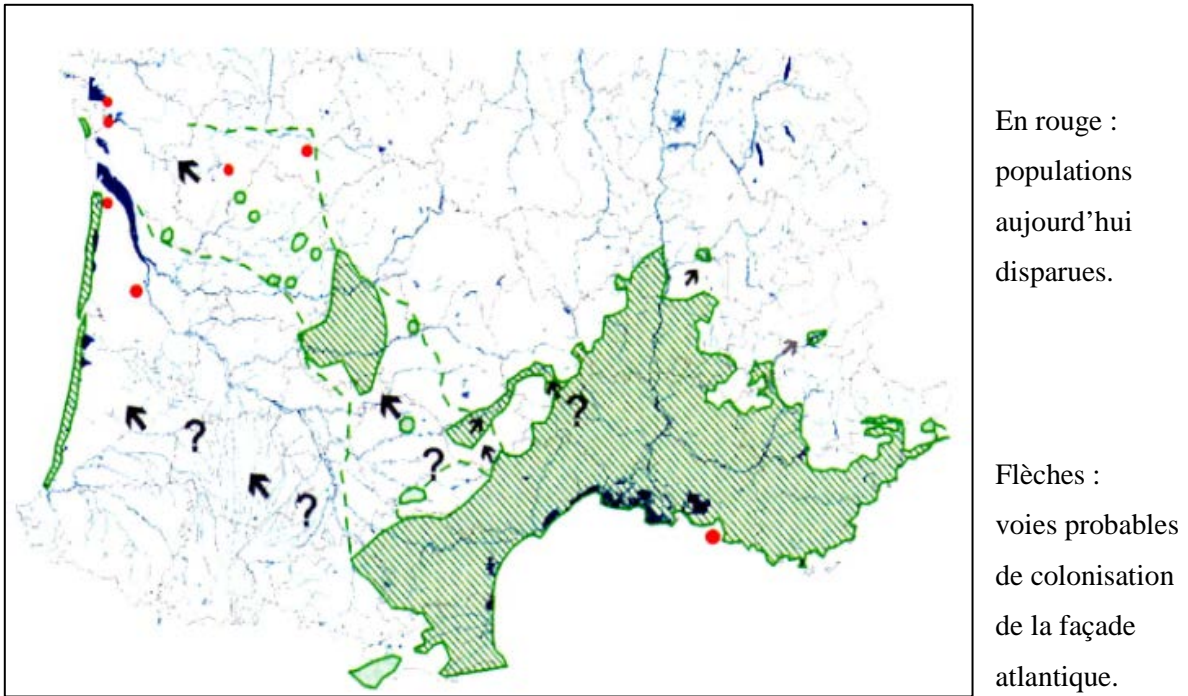 En rouge :
populations
aujourd’hui
disparues.
?
?
?
?
Flèches :
voies probables
de colonisation
de la façade
atlantique.